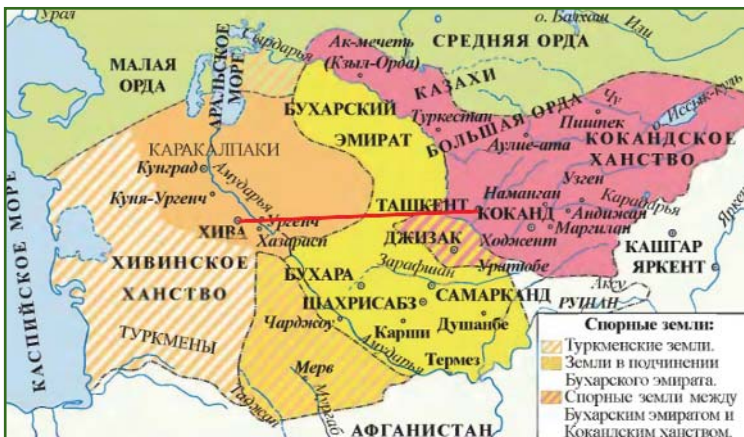 Урал
о. Балхаш
Или
МАЛАЯ
ОРДА
АРАЛЬСКОЕ
МОРЕ
Сырдарья
Ак-мечеть
(Кзыл-Орда)
СРЕДНЯЯ ОРДА
КАЗАХИ
БУХАРСКИЙ
ЭМИРАТ
Туркестан
БОЛЬШАЯ ОРДА
Чу
Пишпек
о. Иссык-куль
Аулие-ата
КОКАНДСКОЕ
ХАНСТВО
КАРАКАЛПАКИ
Кунград
Амударья
Куня-Ургенч
Ургенч
ХИВА
Хазарасп
ТАШКЕНТ
Узген
Наманган
Карадарья
КОКАНД
Андижан
Маргилан
Ходжент
ДЖИЗАК
Уратюбе
КАШГАР
ЯРКЕНТ
КАСПИЙСКОЕ МОРЕ
ХИВИНСКОЕ
ХАНСТВО
БУХАРА
Зарафшан
Аксу
РУШАН
ШАХРИСАБЗ
САМАРКАНД
ТУРКМЕНЫ
Чарджоу
Карши
Душанбе
Амударья
Термез
Мерв
Теджан
Мургаб
АФГАНИСТАН
Спорные земли:
Туркменские земли.
Земли в подчинении
Бухарского эмирата.
Спорные земли между
Бухарским эмиратом и
Кокандским ханством.